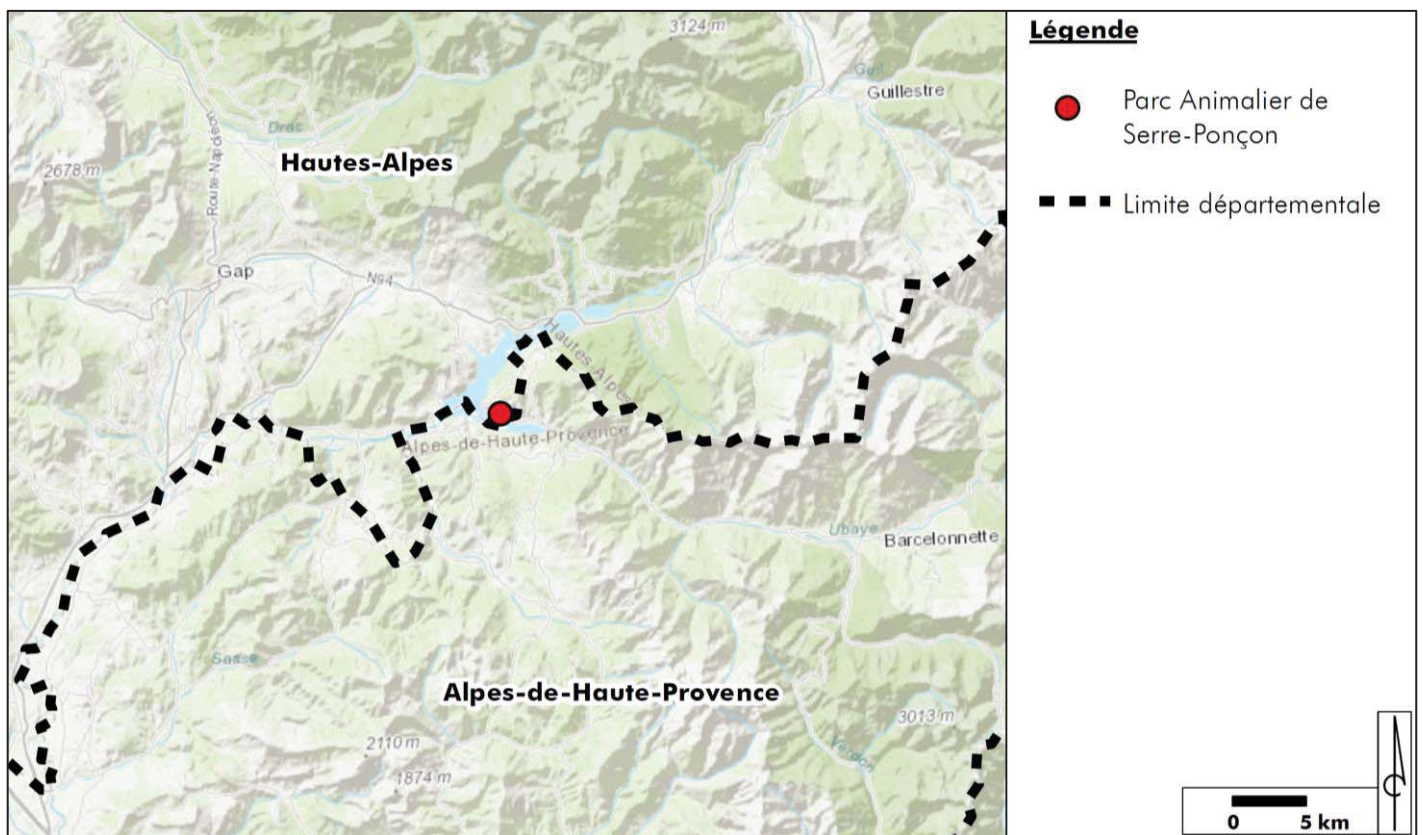 3124 m
Guil
Guillestre
Drac
Hautes-Alpes
2678 m
Route-Napoléon
Gap
N94
Hautes-Alpes
Alpes-de-Haute-Provence
Ubaye
Barcelonnette
Sasse
Alpes-de-Haute-Provence
3013 m
Verdon
2110 m
1874 m
Légende
Parc Animalier de
Serre-Ponçon
Limite départementale
0 5 km